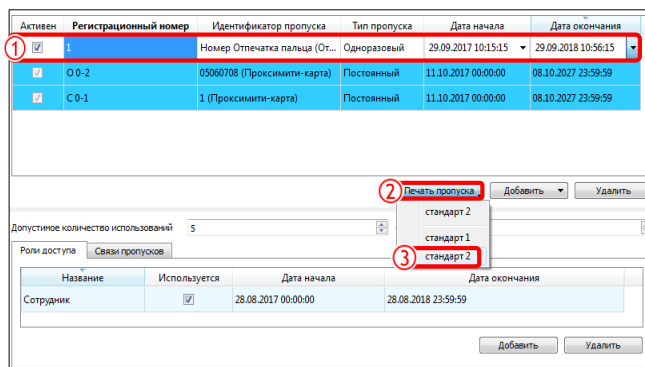 Активен Регистрационный номер Идентификатор пропуска Тип пропуска Дата начала Дата окончания
1 1 Номер Отпечатка пальца (От... Одноразовый 29.09.2017 10:15:15 29.09.2018 10:56:15
О 0-2 05060708 (Проксимити-карта) Постоянный 11.10.2017 00:00:00 08.10.2027 23:59:59
С 0-1 1 (Проксимити-карта) Постоянный 11.10.2017 00:00:00 08.10.2027 23:59:59
2 Печать пропуска Добавить Удалить
стандарт 2
Допустимое количество использований 5
стандарт 1
3 стандарт 2
Роли доступа Связи пропусков
Название Используется Дата начала Дата окончания
Сотрудник 28.08.2017 00:00:00 28.08.2018 23:59:59
Добавить Удалить